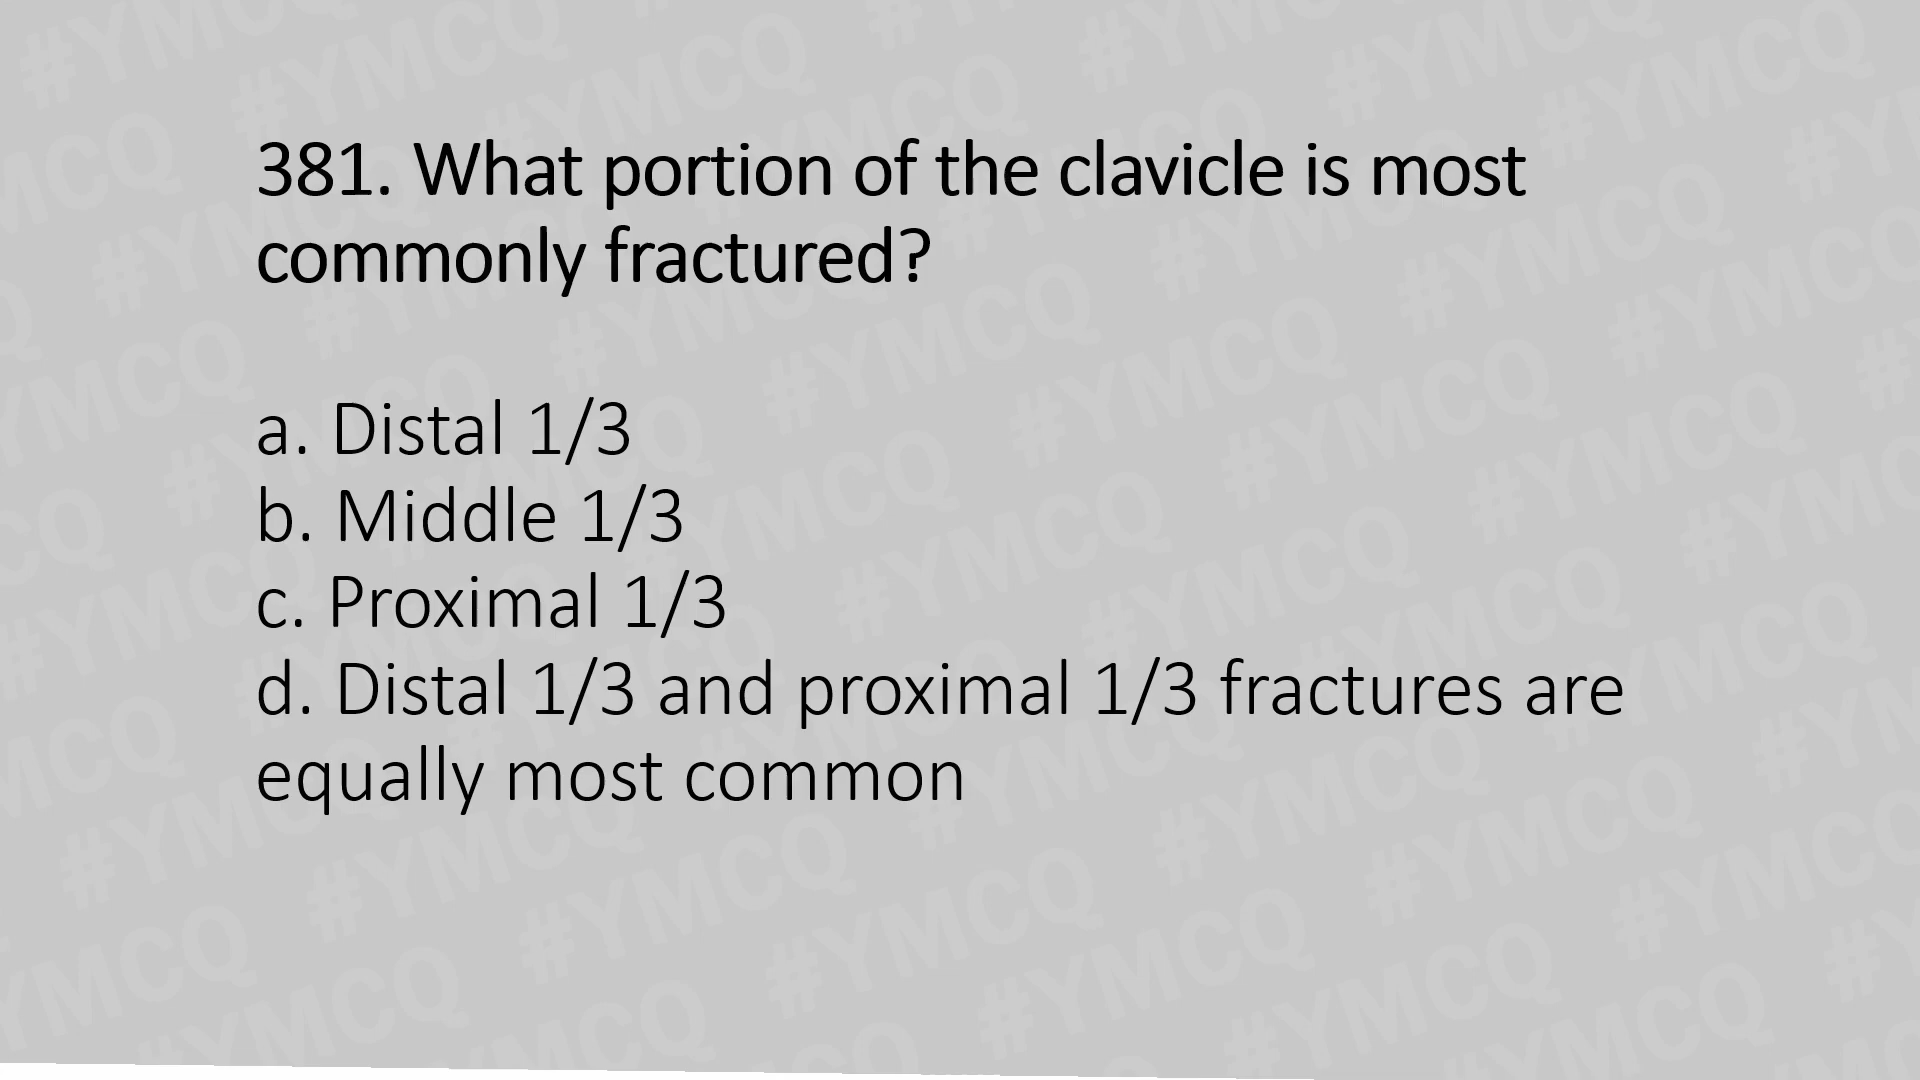 381. What portion of the clavicle is most
commonly fractured?
a. Distal 1/3
b. Middle 1/3
c. Proximal 1/3
d. Distal 1/3 and proximal 1/3 fractures are
equally most common
#YMCQ